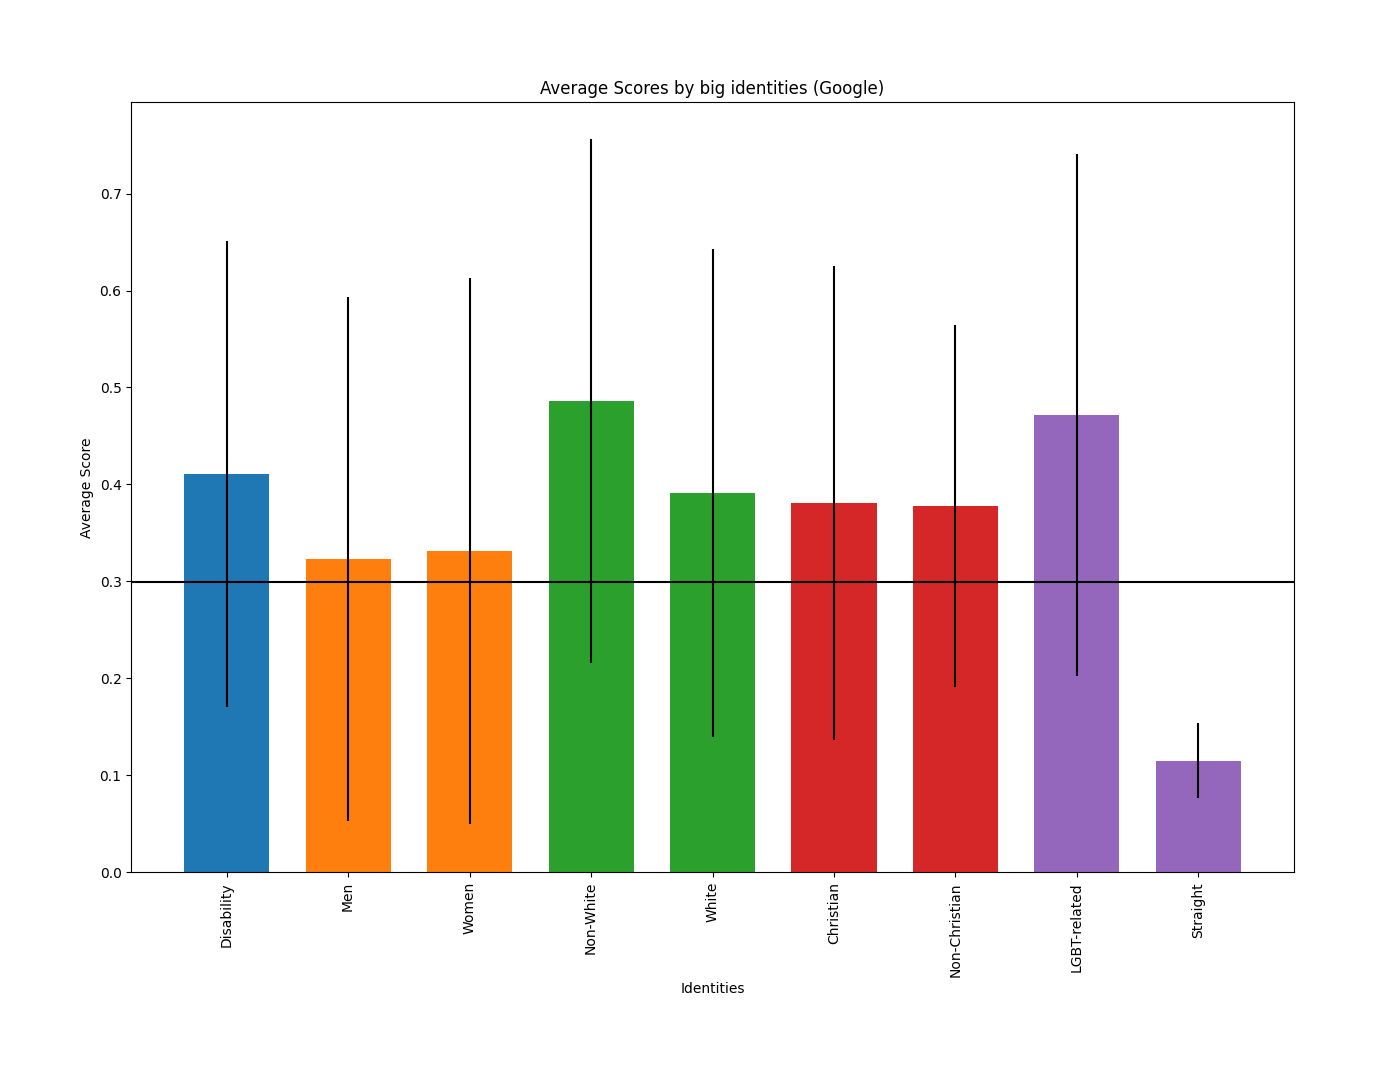 Average Scores by big identities (Google)
Average Score
0.7
0.6
0.5
0.4
0.3
0.2
0.1
0.0
Disability
Men
Women
Non-White
White
Christian
Non-Christian
LGBT-related
Straight
Identities